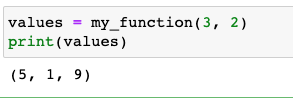 values = my_function(3, 2)
print(values)
(5, 1, 9)